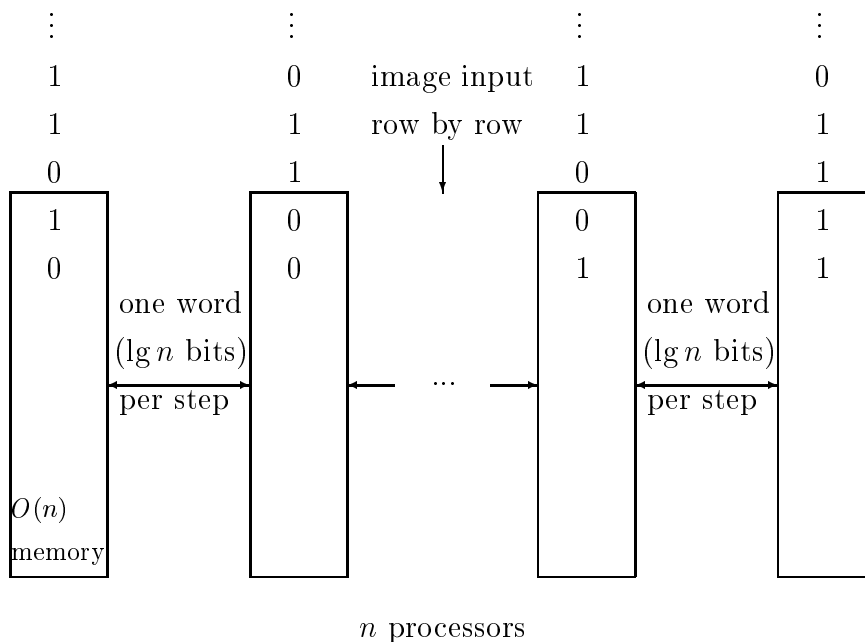 ⋮ ⋮ ⋮ ⋮
1 0 image input 1 0
1 1 row by row 1 1
0 1 0 1
1 0 0 1
0 0 1 1
one word one word
(lg n bits) (lg n bits)
...
per step per step
O(n)
memory
n processors